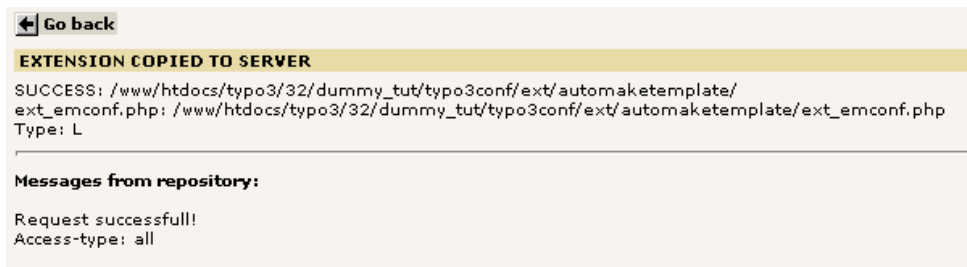 Go back
EXTENSION COPIED TO SERVER
SUCCESS: /www/htdocs/typo3/32/dummy_tut/typo3conf/ext/automaketemplate/
ext_emconf.php: /www/htdocs/typo3/32/dummy_tut/typo3conf/ext/automaketemplate/ext_emconf.php
Type: L
Messages from repository:
Request successfull!
Access-type: all